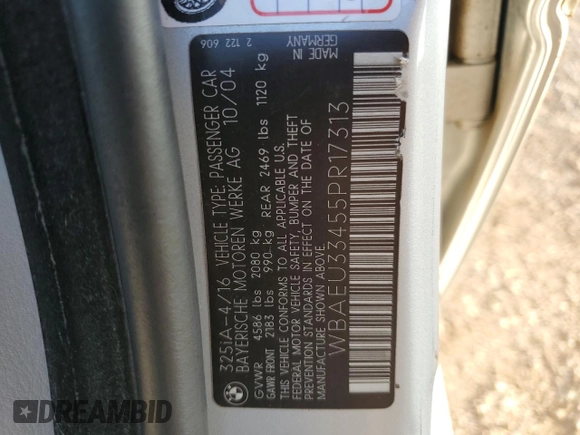 325iA-4/16 VEHICLE TYPE: PASSENGER CAR
BAYERISCHE MOTOREN WERKE AG 10/04
GVWR 4586 lbs 2080 kg
GAWR FRONT 2183 lbs 990-kg REAR 2469 lbs 1120 kg
THIS VEHICLE CONFORMS TO ALL APPLICABLE U.S.
FEDERAL MOTOR VEHICLE SAFETY, BUMPER AND THEFT
PREVENTION STANDARDS IN EFFECT ON THE DATE OF
MANUFACTURE SHOWN ABOVE.
WBAEU33455PR17313
2 122 606
MADE IN
GERMANY
DREAMBID